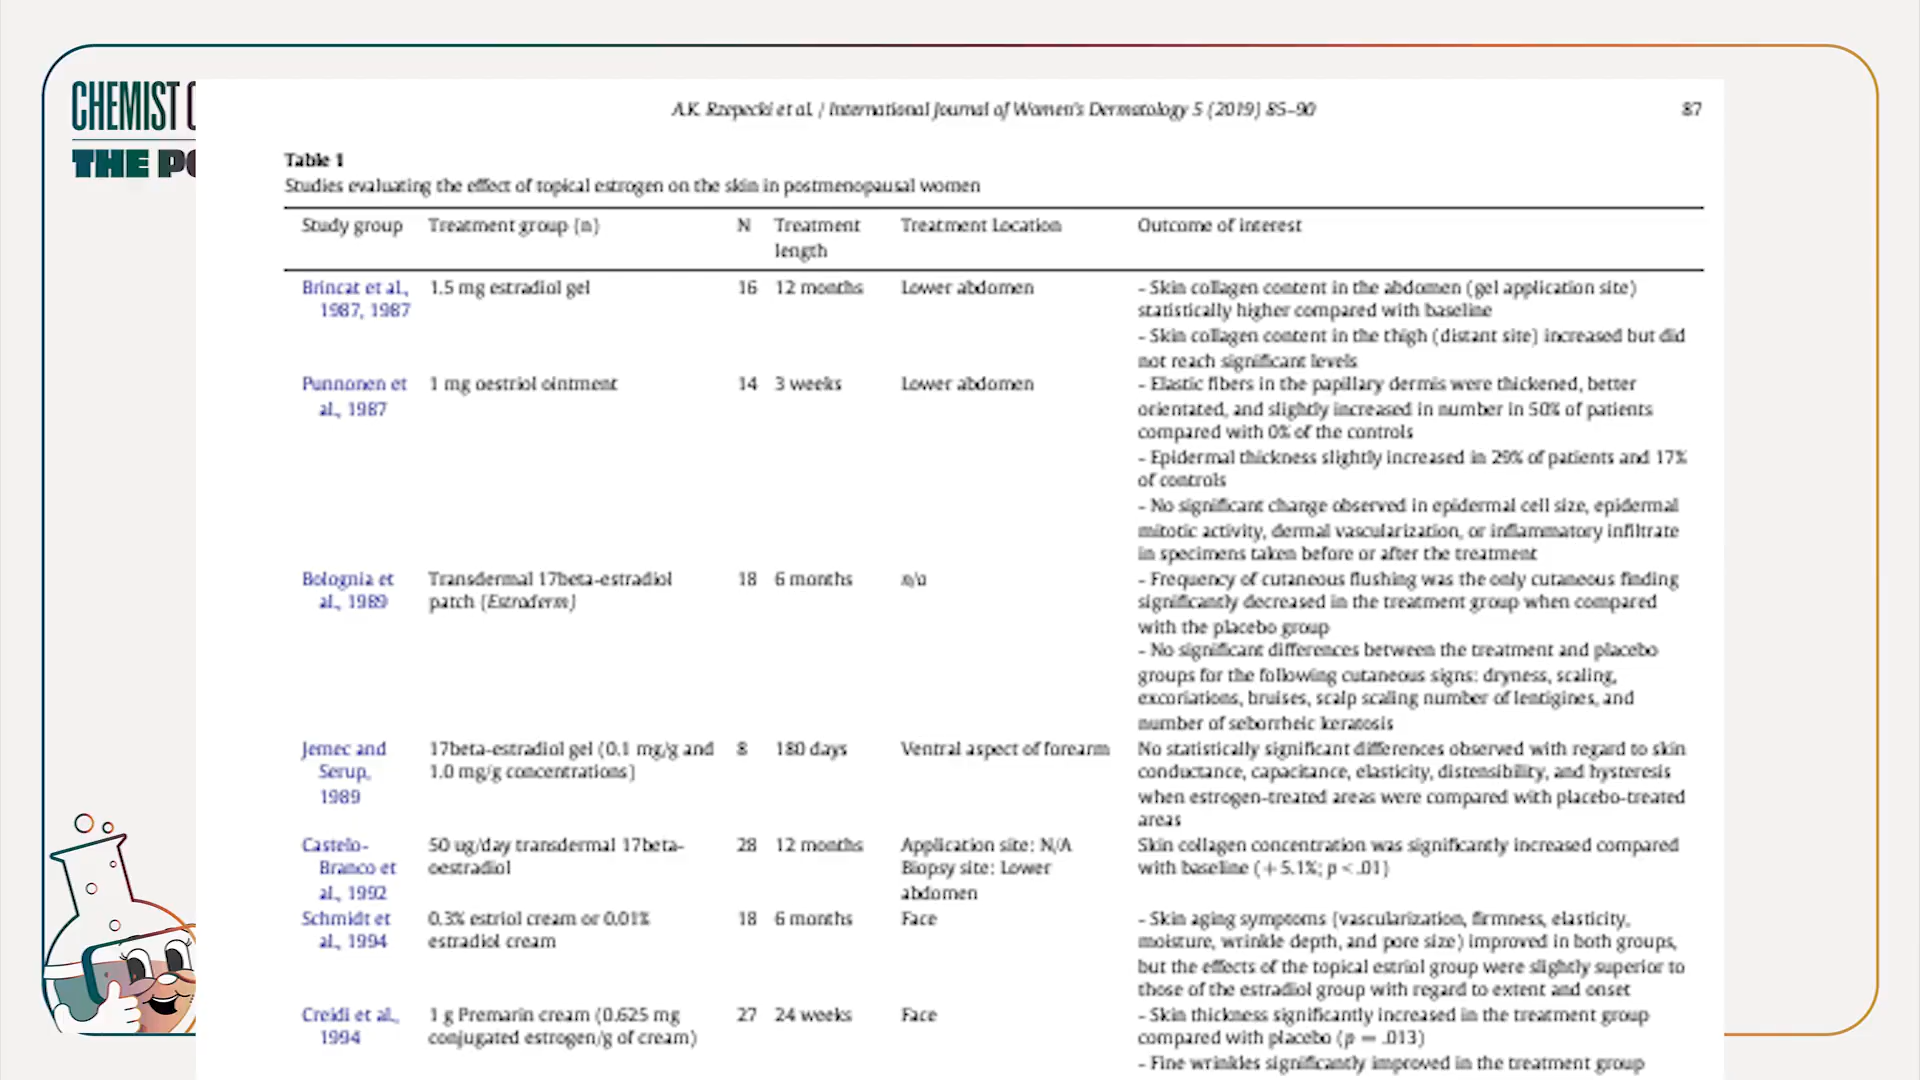 CHEMIST
THE PO
A.K. Rzepecki et al. / International Journal of Women's Dermatology 5 (2019) 85–90
87
Table 1
Studies evaluating the effect of topical estrogen on the skin in postmenopausal women
Study group Treatment group (n) N Treatment length Treatment Location Outcome of interest
Brincat et al., 1.5 mg estradiol gel 16 12 months Lower abdomen - Skin collagen content in the abdomen (gel application site)
1987, 1987 statistically higher compared with baseline
- Skin collagen content in the thigh (distant site) increased but did
not reach significant levels
Punnonen et 1 mg oestriol ointment 14 3 weeks Lower abdomen - Elastic fibers in the papillary dermis were thickened, better
al., 1987 orientated, and slightly increased in number in 50% of patients
compared with 0% of the controls
- Epidermal thickness slightly increased in 29% of patients and 17%
of controls
- No significant change observed in epidermal cell size, epidermal
mitotic activity, dermal vascularization, or inflammatory infiltrate
in specimens taken before or after the treatment
Bolognia et Transdermal 17beta-estradiol 18 6 months n/a - Frequency of cutaneous flushing was the only cutaneous finding
al., 1989 patch (Estraderm) significantly decreased in the treatment group when compared
with the placebo group
- No significant differences between the treatment and placebo
groups for the following cutaneous signs: dryness, scaling,
excoriations, bruises, scalp scaling number of lentigines, and
number of seborrheic keratosis
Jemec and 17beta-estradiol gel (0.1 mg/g and 8 180 days Ventral aspect of forearm No statistically significant differences observed with regard to skin
Serup, 1.0 mg/g concentrations) conductance, capacitance, elasticity, distensibility, and hysteresis
1989 when estrogen-treated areas were compared with placebo-treated
areas
Castelo- 50 ug/day transdermal 17beta- 28 12 months Application site: N/A Skin collagen concentration was significantly increased compared
Branco et oestradiol Biopsy site: Lower with baseline (+5.1%; p < .01)
al., 1992 abdomen
Schmidt et 0.3% estriol cream or 0.01% 18 6 months Face - Skin aging symptoms (vascularization, firmness, elasticity,
al., 1994 estradiol cream moisture, wrinkle depth, and pore size) improved in both groups,
but the effects of the topical estriol group were slightly superior to
those of the estradiol group with regard to extent and onset
Creidi et al., 1 g Premarin cream (0.625 mg 27 24 weeks Face - Skin thickness significantly increased in the treatment group
1994 conjugated estrogen/g of cream) compared with placebo (p = .013)
- Fine wrinkles significantly improved in the treatment group